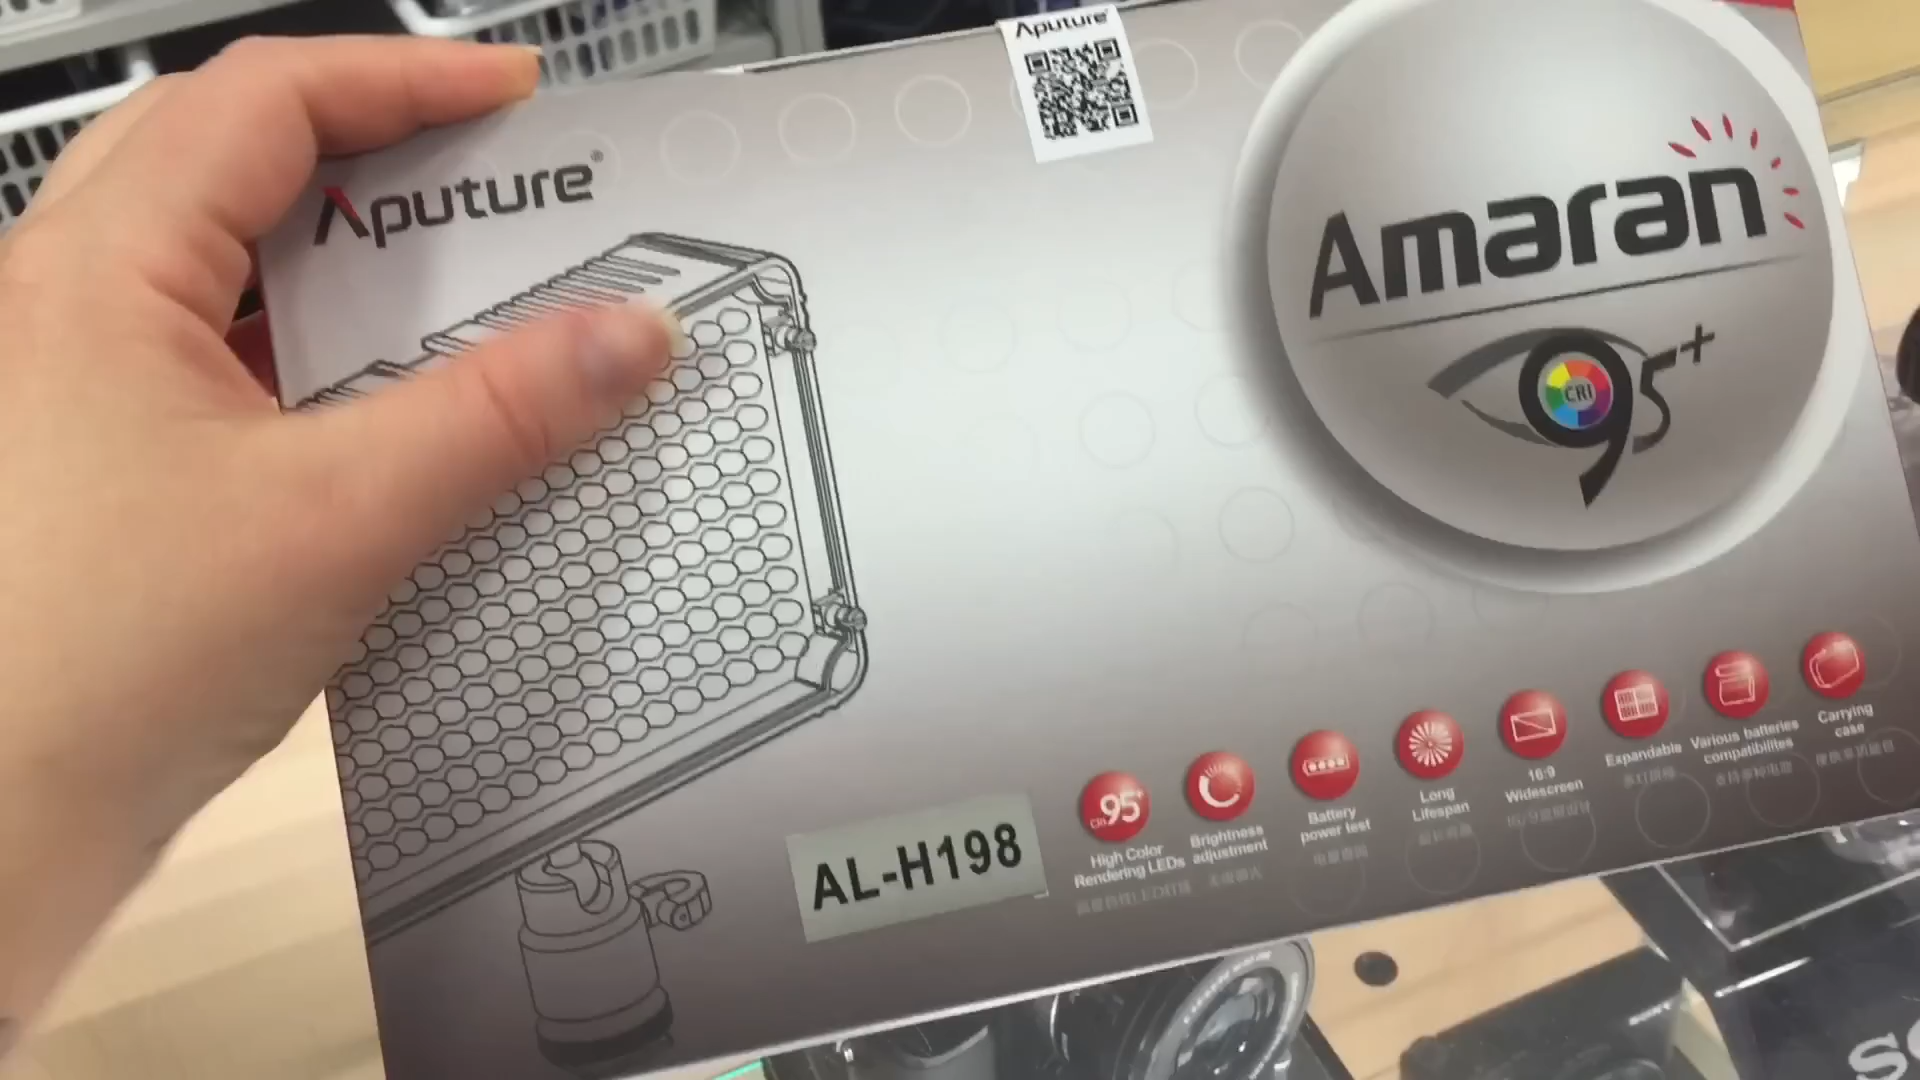 Aputure
Aputure®
Amaran
CRI
95+
AL-H198
CRI 95+
High Color
Rendering LEDs
Brightness
adjustment
Battery
power test
Long
Lifespan
16:9
Widescreen
Expandable
Various batteries
compatibilites
Carrying
case